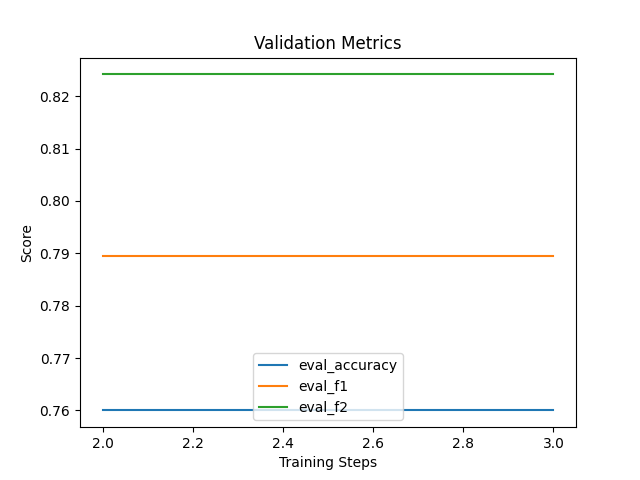 Validation Metrics
Score
0.82
0.81
0.80
0.79
0.78
0.77
0.76
eval_accuracy
eval_f1
eval_f2
2.0 2.2 2.4 2.6 2.8 3.0
Training Steps